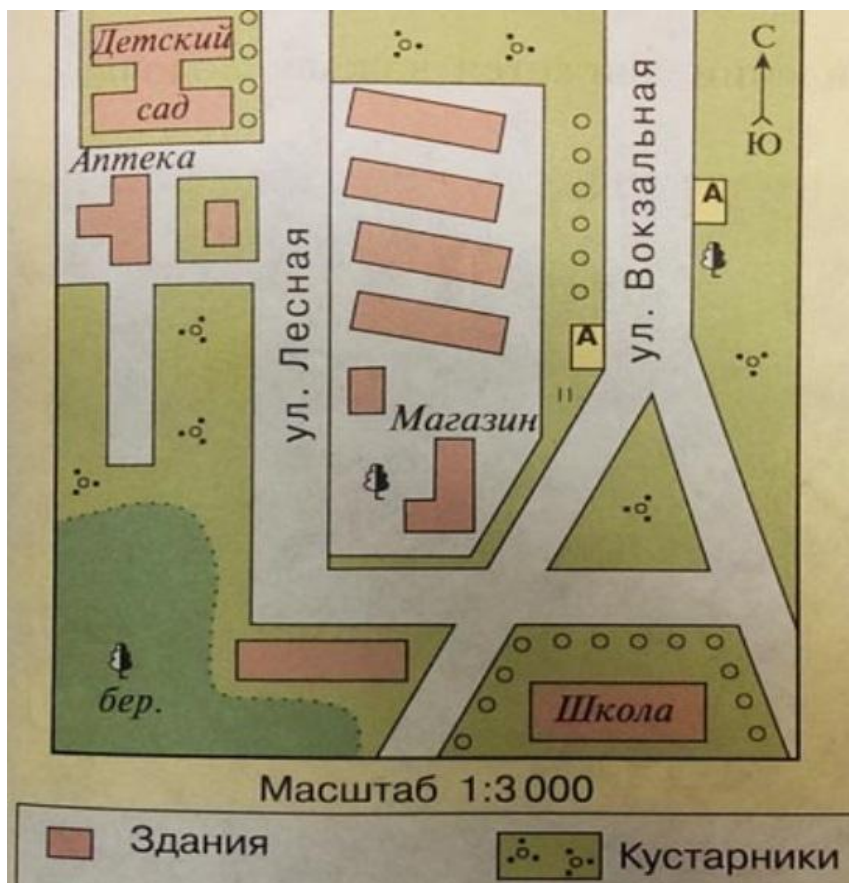 Детский
сад
С
Ю
Аптека
ул. Лесная
ул. Вокзальная
А
А
Магазин
бер.
Школа
Масштаб 1:3 000
Здания
Кустарники